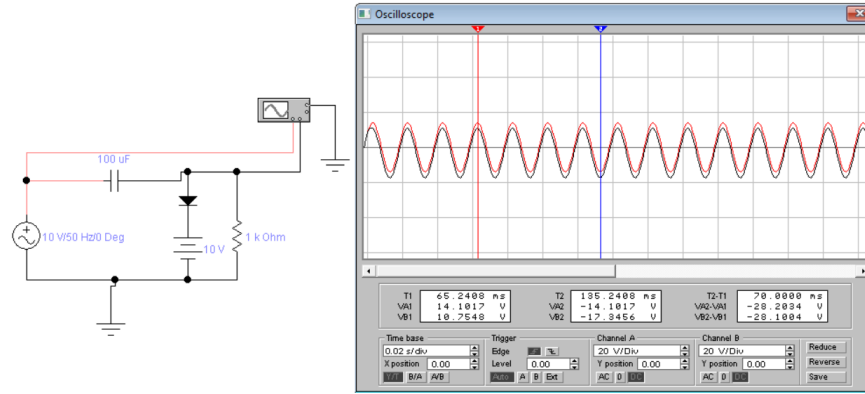 Oscilloscope
1
2
100 uF
10 V/50 Hz/0 Deg
10 V
1 k Ohm
T1 65.2408 ms
VA1 14.1017 V
VB1 10.7548 V
T2 135.2408 ms
VA2 -14.1017 V
VB2 -17.3456 V
T2-T1 70.0000 ms
VA2-VA1 -28.2034 V
VB2-VB1 -28.1004 V
Time base
0.02 s/div
X position 0.00
Y/T B/A A/B
Trigger
Edge
Level 0.00
Auto A B Ext
Channel A
20 V/Div
Y position 0.00
AC 0 DC
Channel B
20 V/Div
Y position 0.00
AC 0 DC
Reduce
Reverse
Save